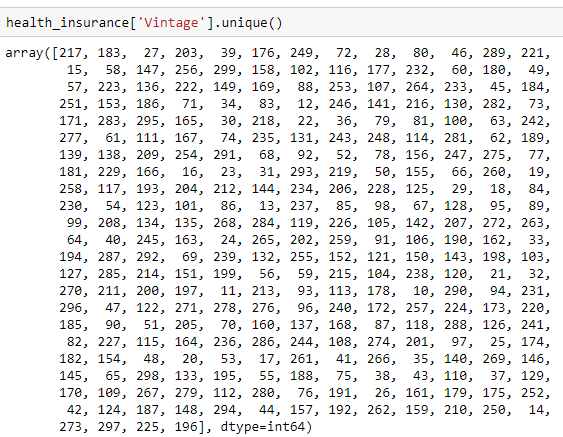 health_insurance['Vintage'].unique()
array([217, 183,  27, 203,  39, 176, 249,  72,  28,  80,  46, 289, 221,
        15,  58, 147, 256, 299, 158, 102, 116, 177, 232,  60, 180,  49,
        57, 223, 136, 222, 149, 169,  88, 253, 107, 264, 233,  45, 184,
       251, 153, 186,  71,  34,  83,  12, 246, 141, 216, 130, 282,  73,
       171, 283, 295, 165,  30, 218,  22,  36,  79,  81, 100,  63, 242,
       277,  61, 111, 167,  74, 235, 131, 243, 248, 114, 281,  62, 189,
       139, 138, 209, 254, 291,  68,  92,  52,  78, 156, 247, 275,  77,
       181, 229, 166,  16,  23,  31, 293, 219,  50, 155,  66, 260,  19,
       258, 117, 193, 204, 212, 144, 234, 206, 228, 125,  29,  18,  84,
       230,  54, 123, 101,  86,  13, 237,  85,  98,  67, 128,  95,  89,
        99, 208, 134, 135, 268, 284, 119, 226, 105, 142, 207, 272, 263,
        64,  40, 245, 163,  24, 265, 202, 259,  91, 106, 190, 162,  33,
       194, 287, 292,  69, 239, 132, 255, 152, 121, 150, 143, 198, 103,
       127, 285, 214, 151, 199,  56,  59, 215, 104, 238, 120,  21,  32,
       270, 211, 200, 197,  11, 213,  93, 113, 178,  10, 290,  94, 231,
       296,  47, 122, 271, 278, 276,  96, 240, 172, 257, 224, 173, 220,
       185,  90,  51, 205,  70, 160, 137, 168,  87, 118, 288, 126, 241,
        82, 227, 115, 164, 236, 286, 244, 108, 274, 201,  97,  25, 174,
       182, 154,  48,  20,  53,  17, 261,  41, 266,  35, 140, 269, 146,
       145,  65, 298, 133, 195,  55, 188,  75,  38,  43, 110,  37, 129,
       170, 109, 267, 279, 112, 280,  76, 191,  26, 161, 179, 175, 252,
        42, 124, 187, 148, 294,  44, 157, 192, 262, 159, 210, 250,  14,
       273, 297, 225, 196], dtype=int64)